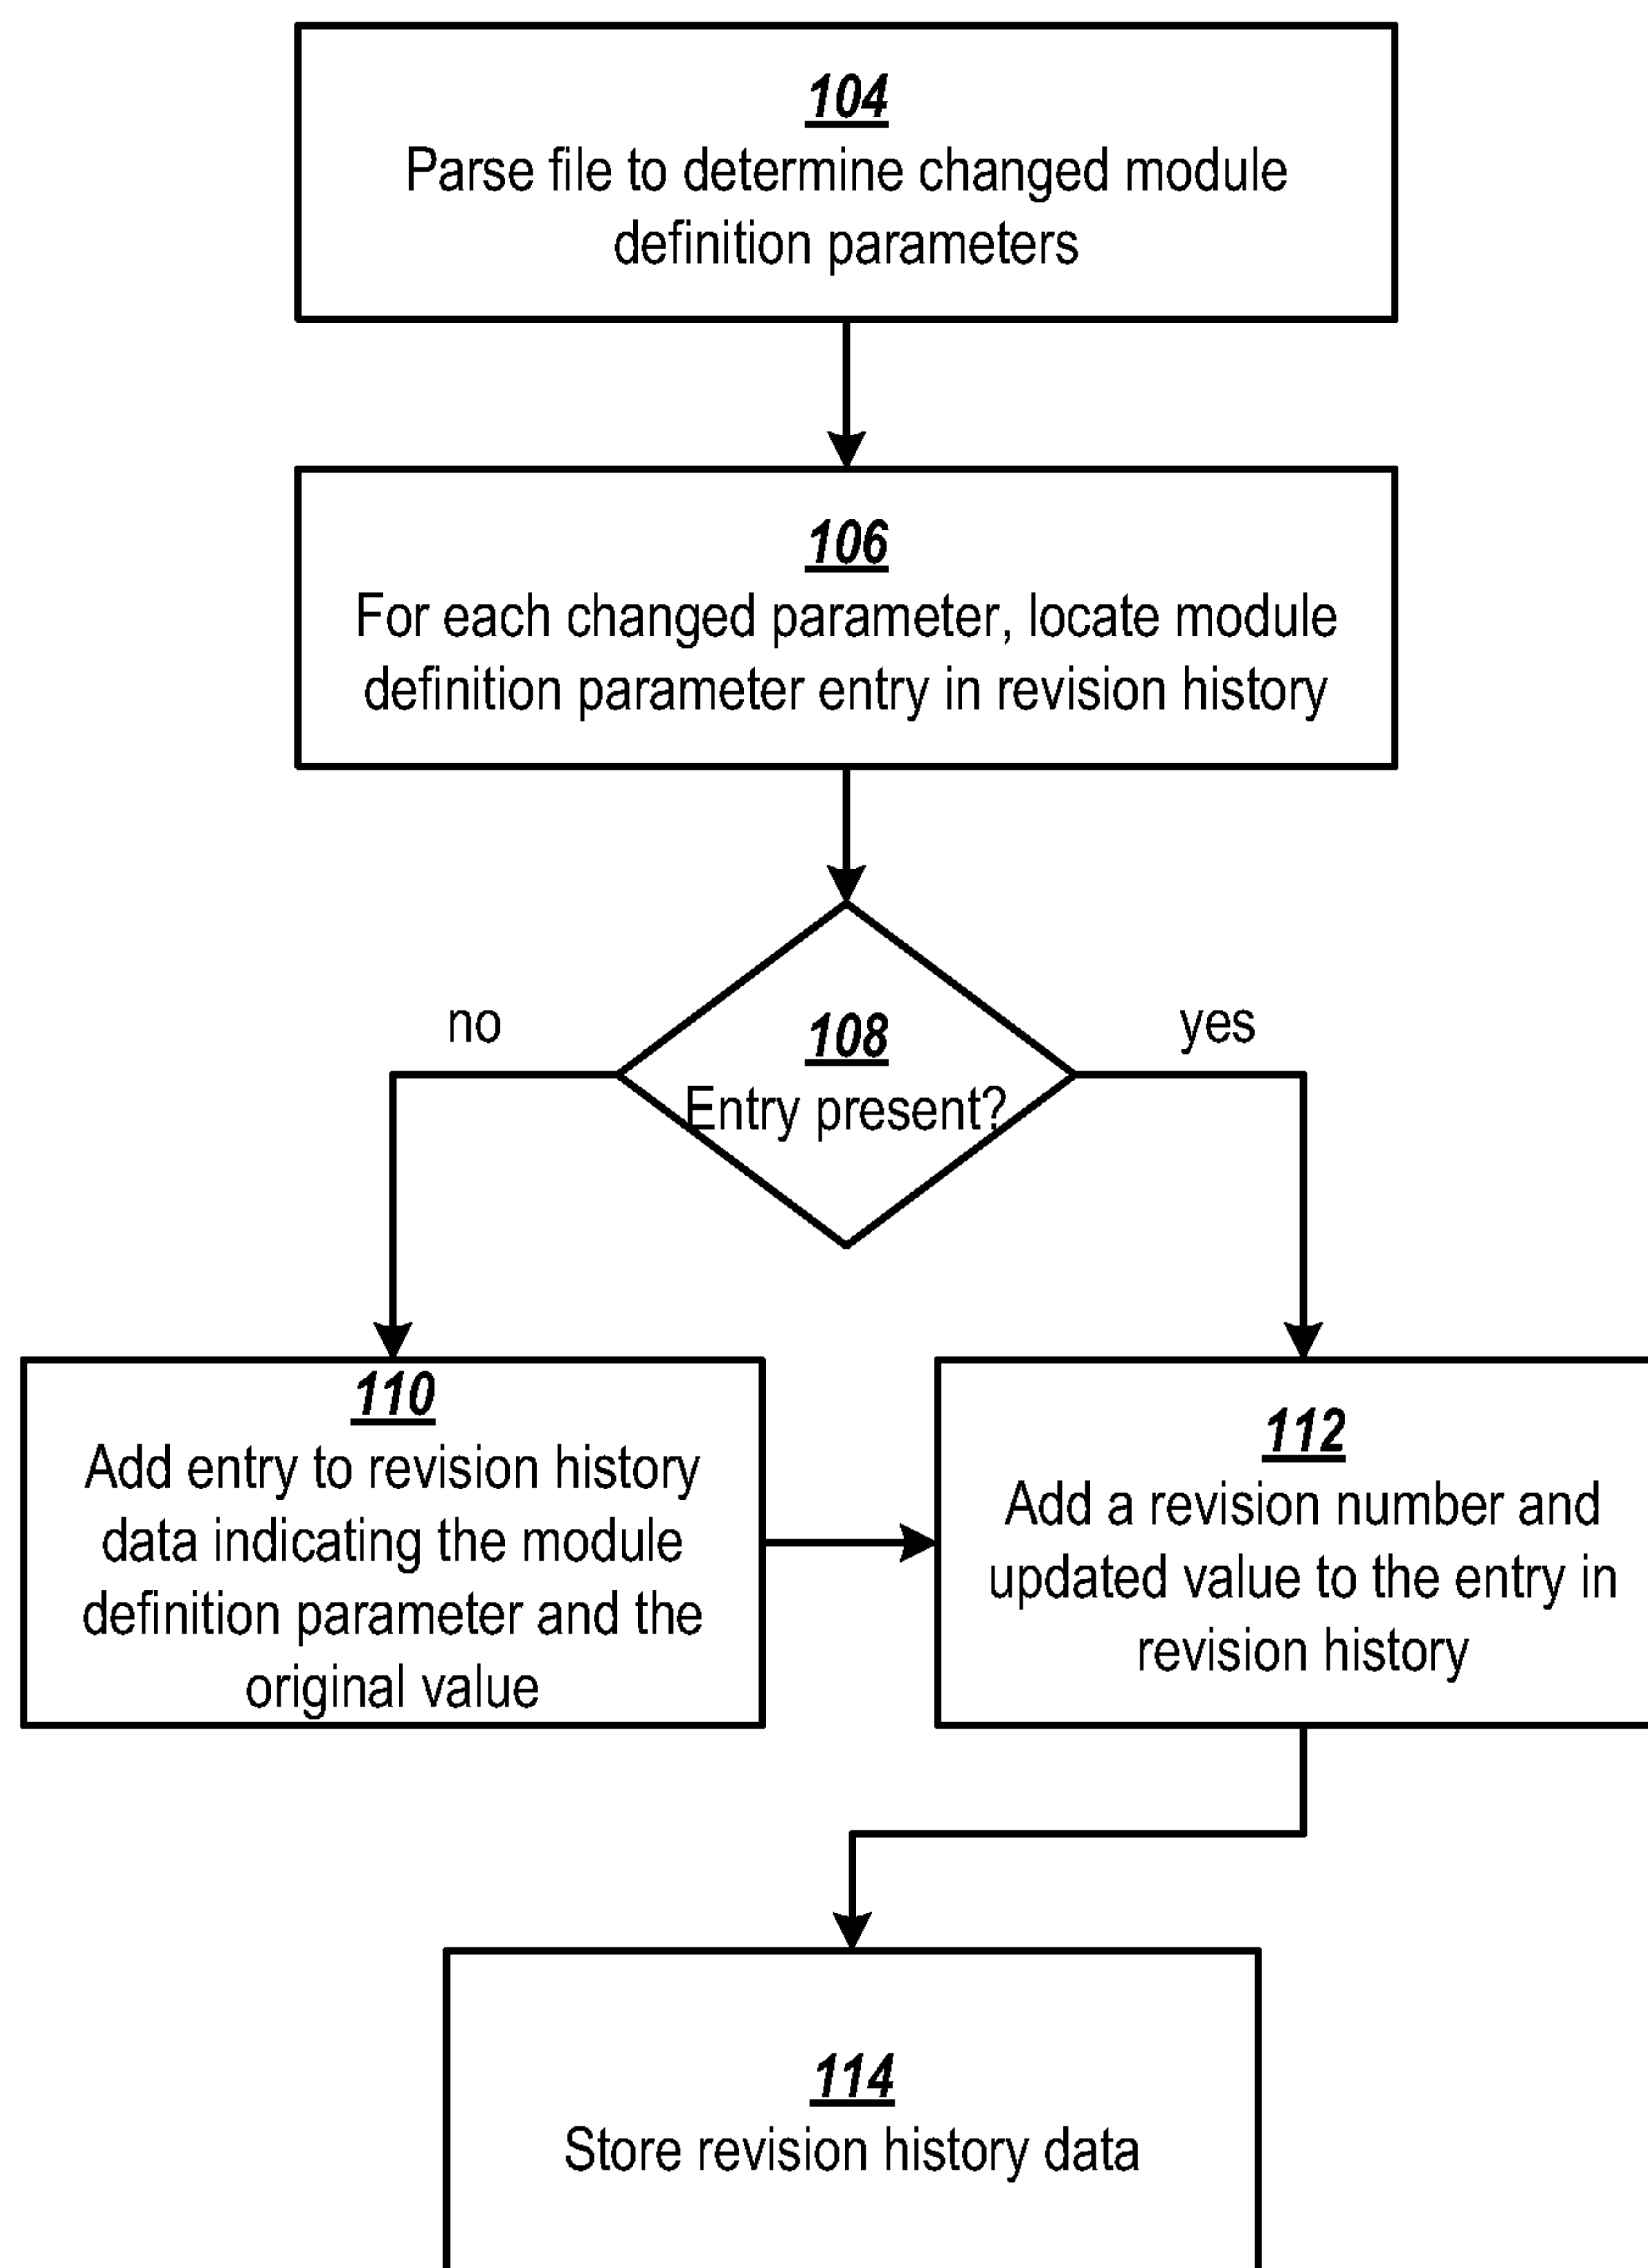 104
Parse file to determine changed module
definition parameters
106
For each changed parameter, locate module
definition parameter entry in revision history
no
yes
108
Entry present?
110
Add entry to revision history
data indicating the module
definition parameter and the
original value
112
Add a revision number and
updated value to the entry in
revision history
114
Store revision history data